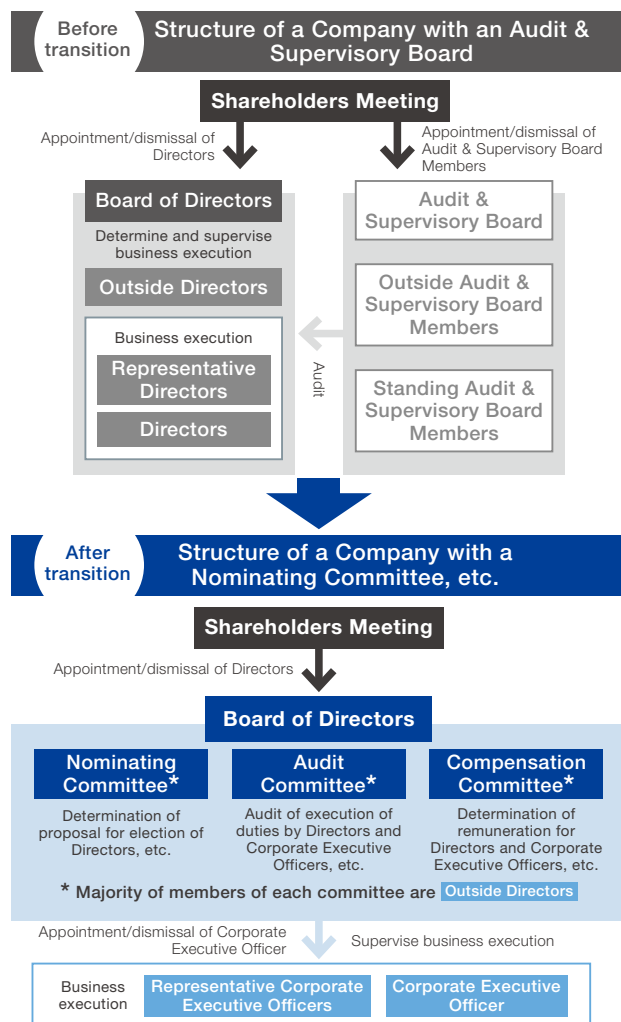 Before
transition
Structure of a Company with an Audit &
Supervisory Board
Shareholders Meeting
Appointment/dismissal of
Directors
Appointment/dismissal of
Audit & Supervisory Board
Members
Board of Directors
Determine and supervise
business execution
Outside Directors
Business execution
Representative
Directors
Directors
Audit
Audit &
Supervisory Board
Outside Audit &
Supervisory Board
Members
Standing Audit &
Supervisory Board
Members
After
transition
Structure of a Company with a
Nominating Committee, etc.
Shareholders Meeting
Appointment/dismissal of Directors
Board of Directors
Nominating
Committee*
Determination of
proposal for election of
Directors, etc.
Audit
Committee*
Audit of execution of
duties by Directors and
Corporate Executive
Officers, etc.
Compensation
Committee*
Determination of
remuneration for
Directors and Corporate
Executive Officers, etc.
* Majority of members of each committee are Outside Directors
Appointment/dismissal of Corporate
Executive Officer
Supervise business execution
Business
execution
Representative Corporate
Executive Officers
Corporate Executive
Officer